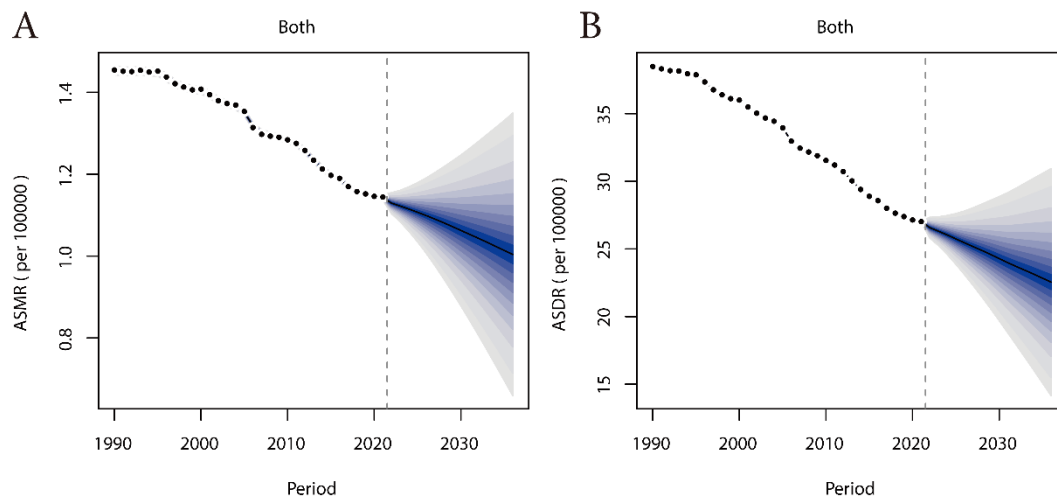 A
Both
ASMR ( per 100000 )
1.4
1.2
1.0
0.8
1990 2000 2010 2020 2030
Period
B
Both
ASDR ( per 100000 )
35
30
25
20
15
1990 2000 2010 2020 2030
Period